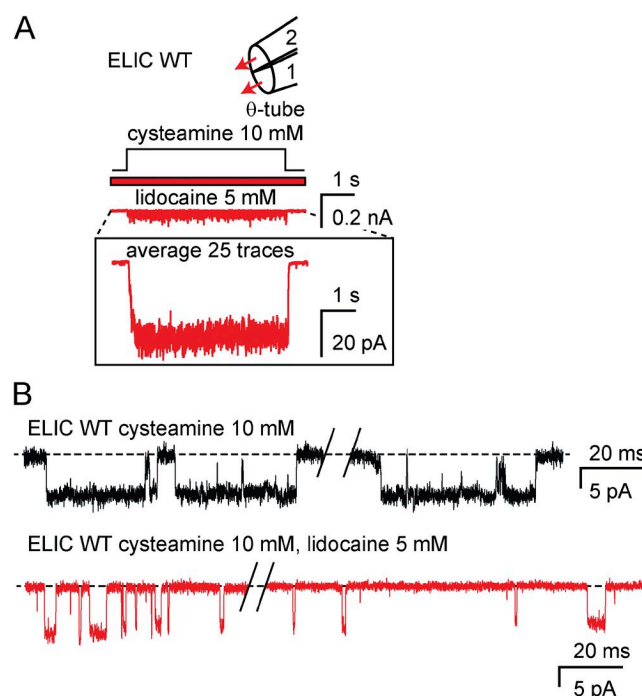 A
ELIC WT
2
1
θ-tube
cysteamine 10 mM
lidocaine 5 mM
1 s
0.2 nA
average 25 traces
1 s
20 pA
B
ELIC WT cysteamine 10 mM
20 ms
5 pA
ELIC WT cysteamine 10 mM, lidocaine 5 mM
20 ms
5 pA